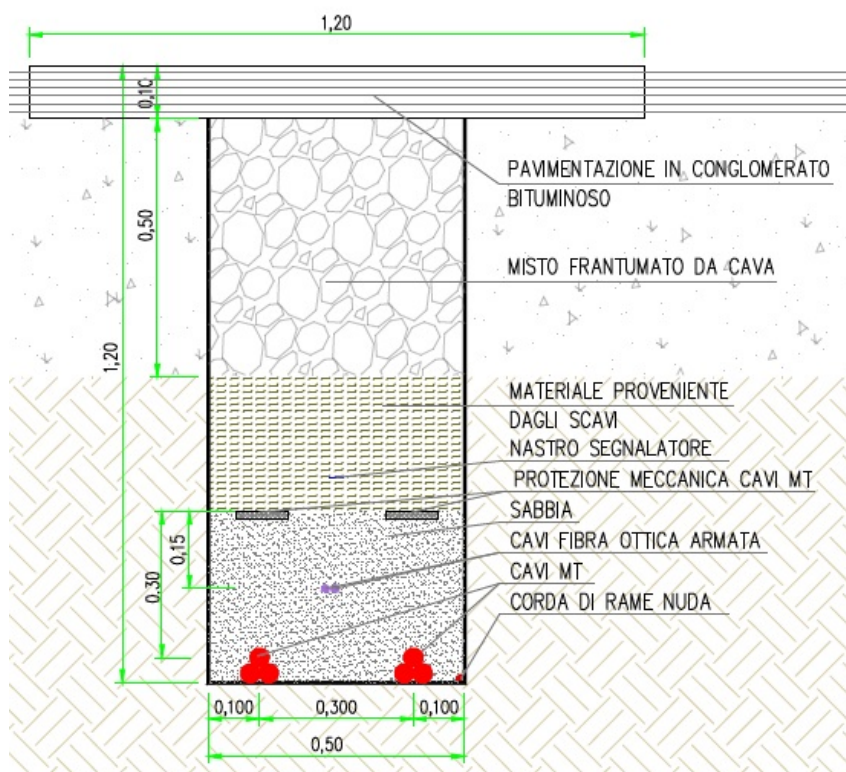 1,20
0,10
PAVIMENTAZIONE IN CONGLOMERATO
BITUMINOSO
0,50
MISTO FRANTUMATO DA CAVA
1,20
MATERIALE PROVENIENTE
DAGLI SCAVI
NASTRO SEGNALATORE
PROTEZIONE MECCANICA CAVI MT
SABBIA
0,15
CAVI FIBRA OTTICA ARMATA
0.30
CAVI MT
CORDA DI RAME NUDA
0,100
0,300
0,100
0,50